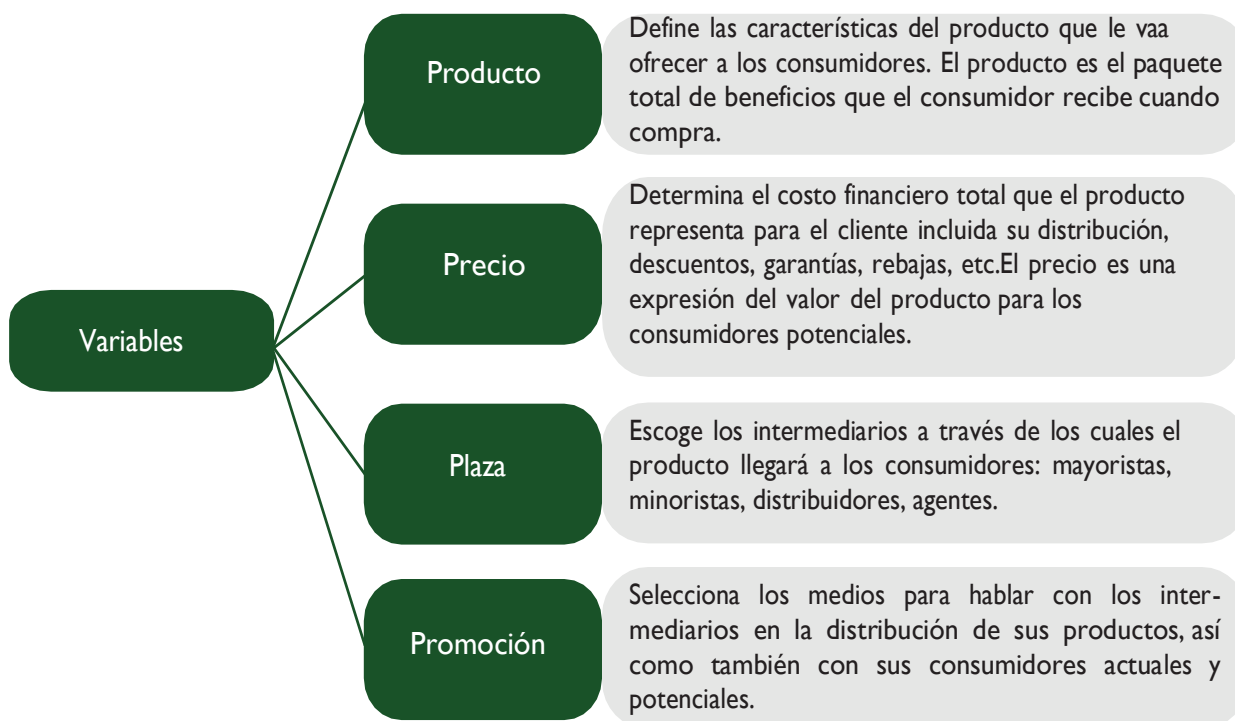 Variables
Producto
Define las características del producto que le vaa
ofrecer a los consumidores. El producto es el paquete
total de beneficios que el consumidor recibe cuando
compra.
Precio
Determina el costo financiero total que el producto
representa para el cliente incluida su distribución,
descuentos, garantías, rebajas, etc.El precio es una
expresión del valor del producto para los
consumidores potenciales.
Plaza
Escoge los intermediarios a través de los cuales el
producto llegará a los consumidores: mayoristas,
minoristas, distribuidores, agentes.
Promoción
Selecciona los medios para hablar con los inter-
mediarios en la distribución de sus productos, así
como también con sus consumidores actuales y
potenciales.